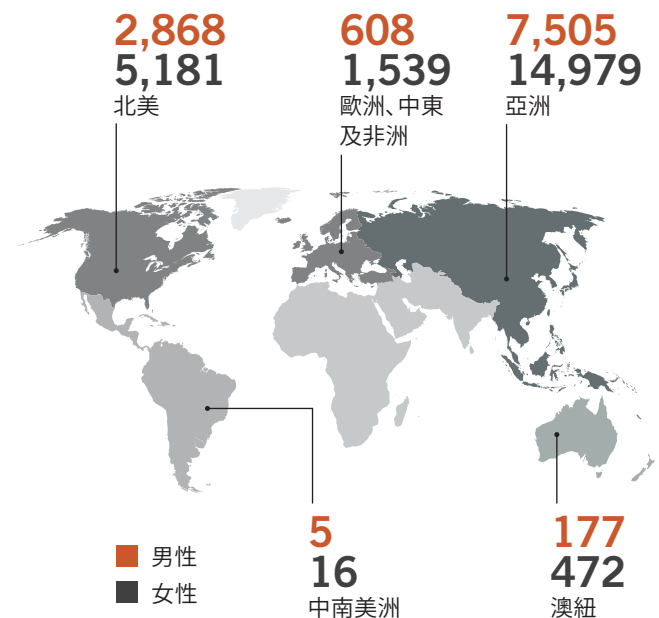 2,868
5,181
北美
608
1,539
歐洲、中東
及非洲
7,505
14,979
亞洲
5
16
中南美洲
177
472
澳紐
男性
女性